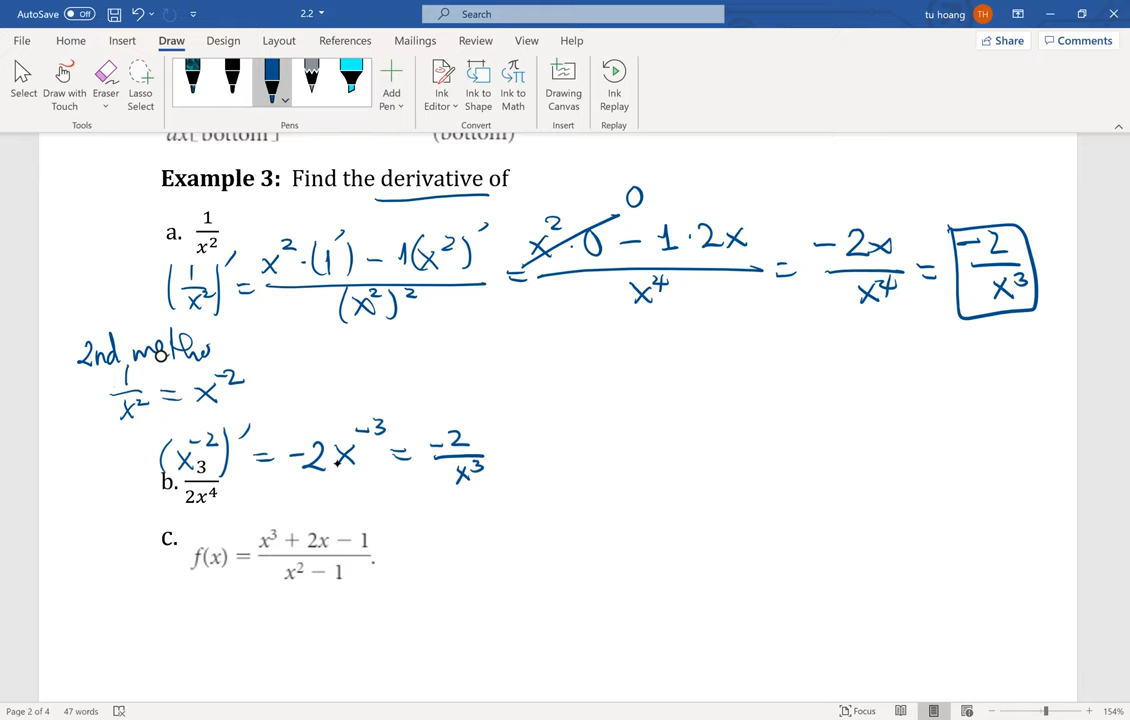 AutoSave Off 2.2 Search tu hoang TH
File Home Insert Draw Design Layout References Mailings Review View Help Share Comments
Select Draw with Touch Eraser Lasso Select Add Pen Ink Editor Ink to Shape Ink to Math Drawing Canvas Ink Replay
Tools Pens Convert Insert Replay
dx[bottom] (bottom)
Example 3: Find the derivative of
a. 1/x²
(1/x²)' = (x²·(1') − 1(x²)')/(x²)² = (x²·0 − 1·2x)/x⁴ = −2x/x⁴ = −2/x³
0
2nd metho
1/x² = x⁻²
(x⁻²)' = −2x⁻³ = −2/x³
b. 3/2x⁴
c. f(x) = (x³ + 2x − 1)/(x² − 1).
Page 2 of 4 47 words Focus 154%